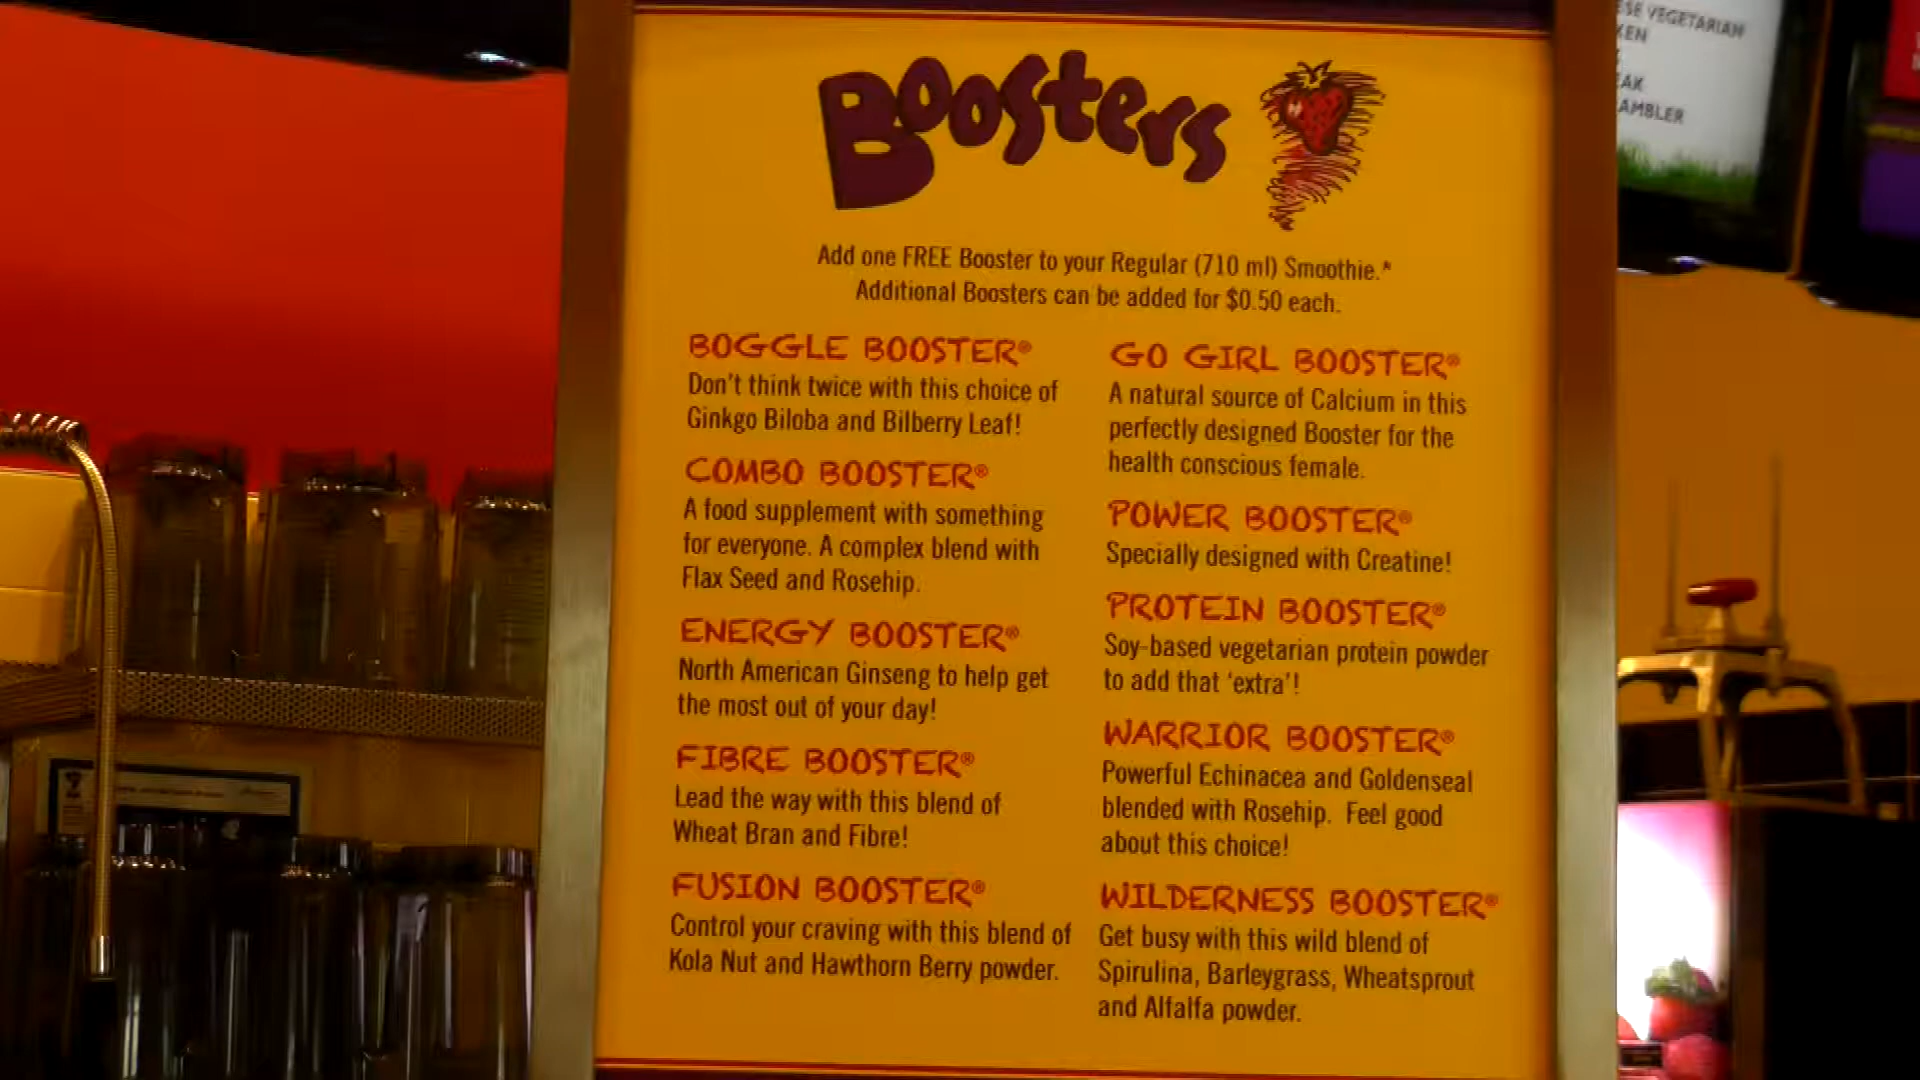 Boosters
Add one FREE Booster to your Regular (710 ml) Smoothie.*
Additional Boosters can be added for $0.50 each.
BOGGLE BOOSTER®
Don't think twice with this choice of
Ginkgo Biloba and Bilberry Leaf!
COMBO BOOSTER®
A food supplement with something
for everyone. A complex blend with
Flax Seed and Rosehip.
ENERGY BOOSTER®
North American Ginseng to help get
the most out of your day!
FIBRE BOOSTER®
Lead the way with this blend of
Wheat Bran and Fibre!
FUSION BOOSTER®
Control your craving with this blend of
Kola Nut and Hawthorn Berry powder.
GO GIRL BOOSTER®
A natural source of Calcium in this
perfectly designed Booster for the
health conscious female.
POWER BOOSTER®
Specially designed with Creatine!
PROTEIN BOOSTER®
Soy-based vegetarian protein powder
to add that 'extra'!
WARRIOR BOOSTER®
Powerful Echinacea and Goldenseal
blended with Rosehip. Feel good
about this choice!
WILDERNESS BOOSTER®
Get busy with this wild blend of
Spirulina, Barleygrass, Wheatsprout
and Alfalfa powder.
VEGETARIAN